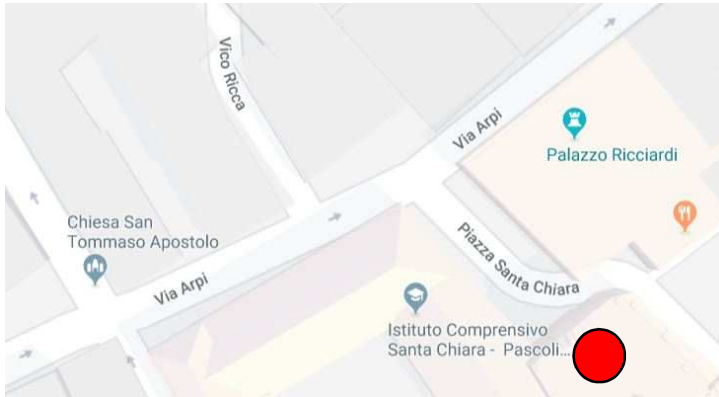 Vico Ricca
Via Arpi
Palazzo Ricciardi
Chiesa San
Tommaso Apostolo
Piazza Santa Chiara
Via Arpi
Istituto Comprensivo
Santa Chiara - Pascoli...